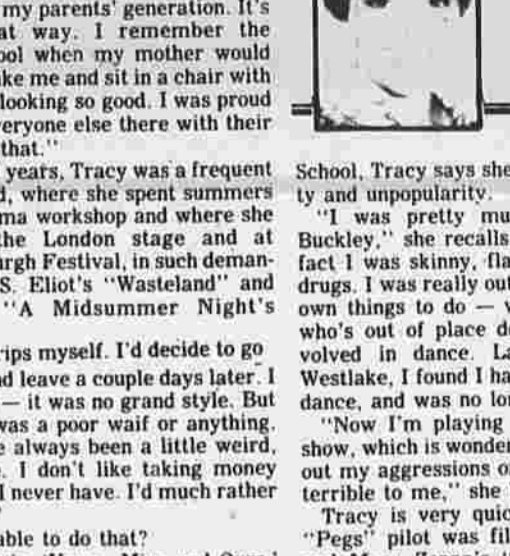 my parents' generation. It's
at way. I remember the
ool when my mother would
ke me and sit in a chair with
looking so good. I was proud
eryone else there with their
that."
years, Tracy was a frequent
d, where she spent summers
ma workshop and where she
the London stage and at
urgh Festival, in such deman-
S. Eliot's "Wasteland" and
"A Midsummer Night's
rips myself. I'd decide to go
nd leave a couple days later. I
— it was no grand style. But
was a poor waif or anything.
e always been a little weird,
. I don't like taking money
I never have. I'd much rather
able to do that?
School, Tracy says she
ty and unpopularity.
"I was pretty mu
Buckley," she recalls
fact I was skinny, fla
drugs. I was really out
own things to do — v
who's out of place d
volved in dance. La
Westlake, I found I ha
dance, and was no lo
"Now I'm playing
show, which is wonder
out my aggressions o
terrible to me," she
Tracy is very quic
"Pegs" pilot was fil